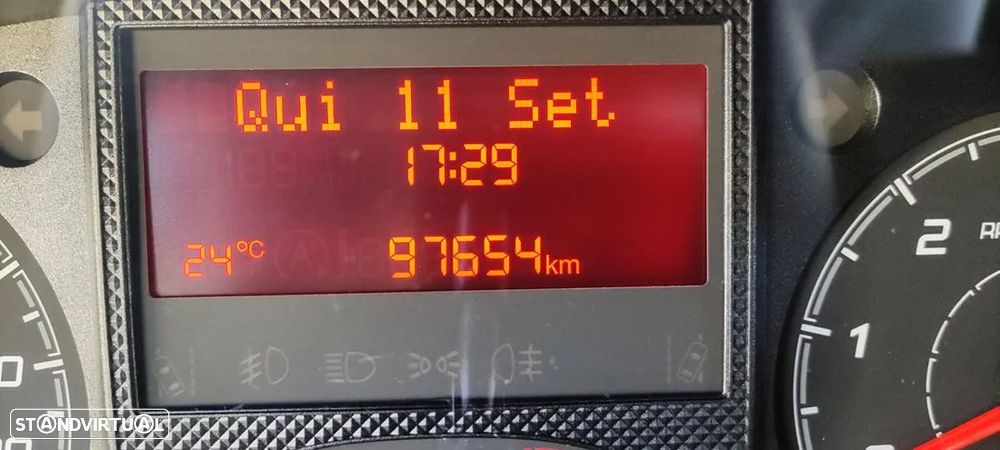 Qui 11 Set
17:29
24°C 97654km
2
1
STANDVIRTUAL